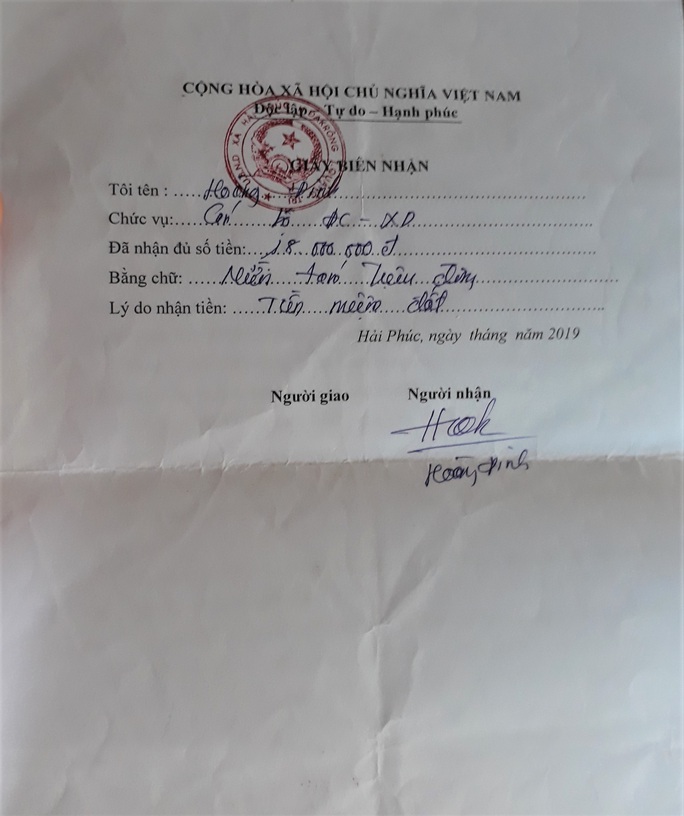 CỘNG HÒA XÃ HỘI CHỦ NGHĨA VIỆT NAM
Độc lập – Tự do – Hạnh phúc
GIẤY BIÊN NHẬN
Tôi tên : Hoàng Đình
Chức vụ: Cán bộ ĐC - XD
Đã nhận đủ số tiền: 18.000.000 đ
Bằng chữ: tám triệu đồng
Lý do nhận tiền: Tiền mượn đất
Hải Phúc, ngày tháng năm 2019
Người giao Người nhận
Hoàng Đình